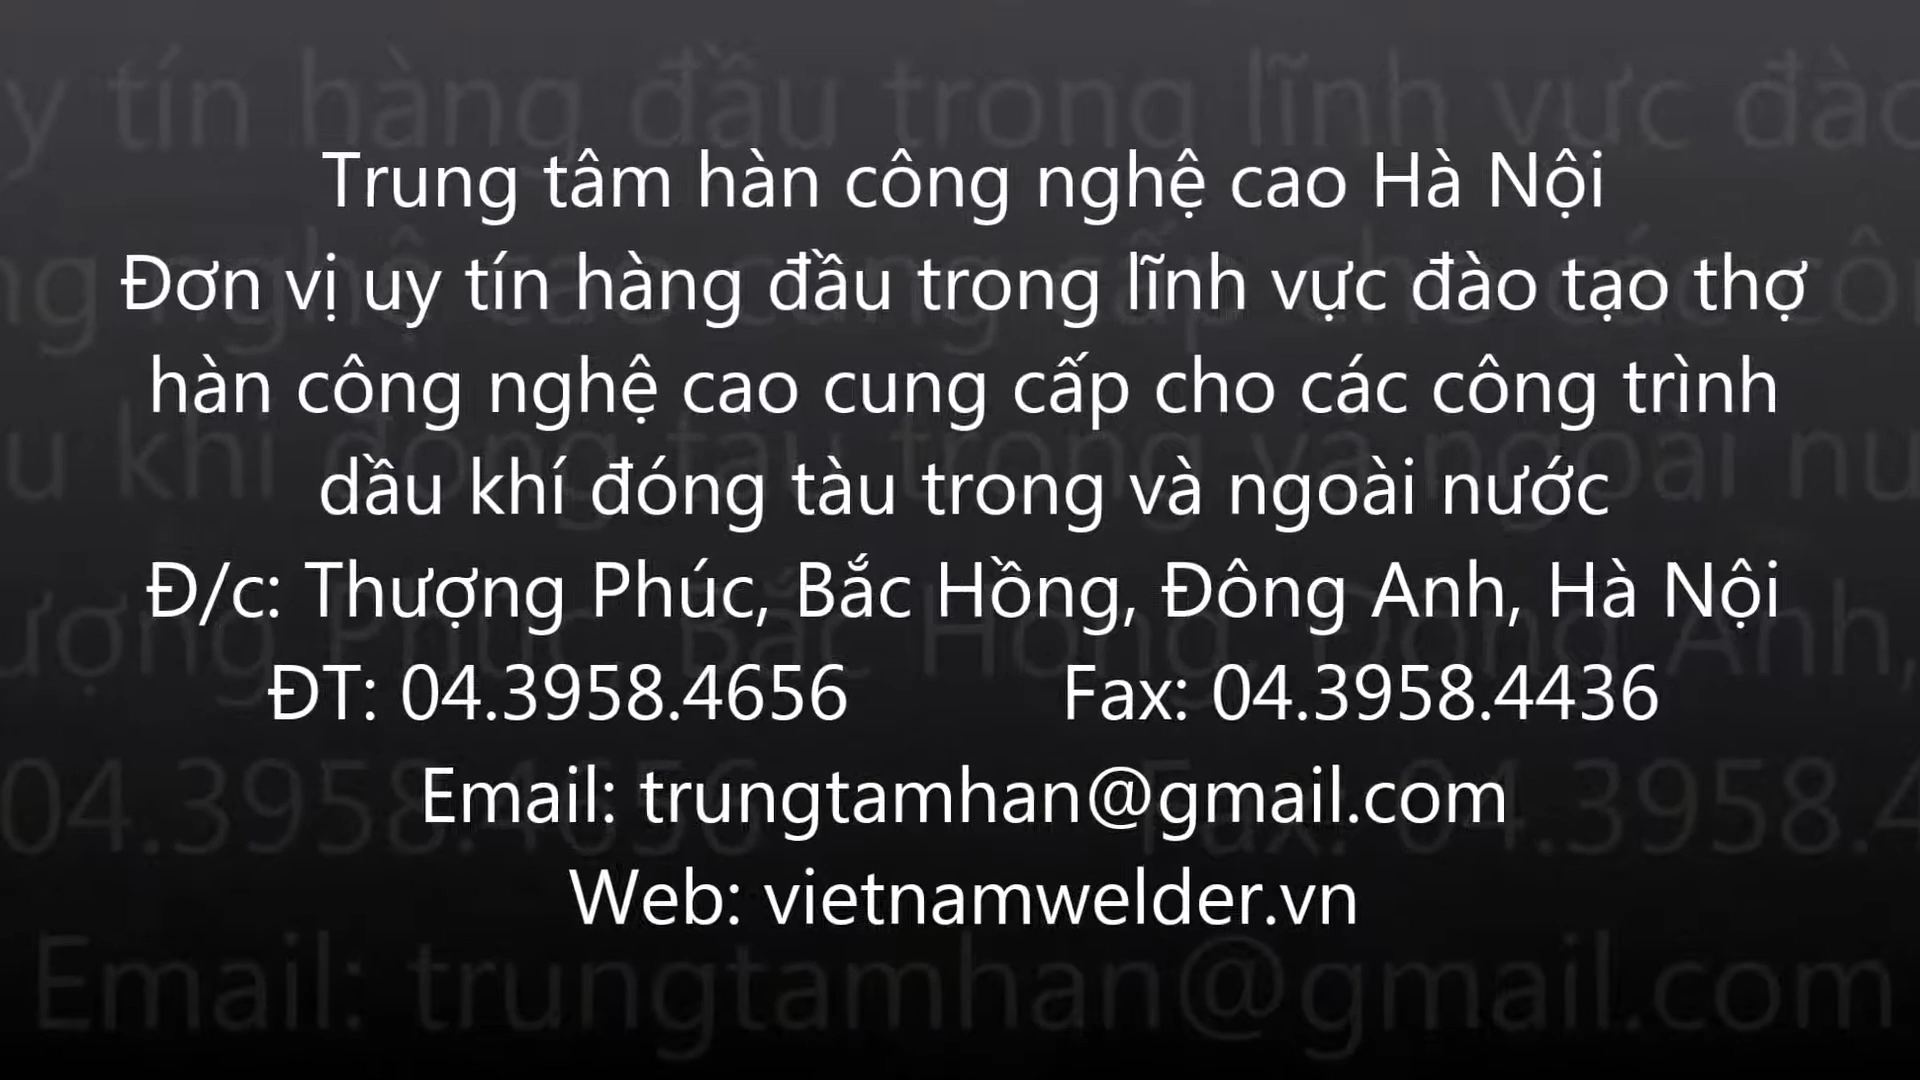 Trung tâm hàn công nghệ cao Hà Nội
Đơn vị uy tín hàng đầu trong lĩnh vực đào tạo thợ
hàn công nghệ cao cung cấp cho các công trình
dầu khí đóng tàu trong và ngoài nước
Đ/c: Thượng Phúc, Bắc Hồng, Đông Anh, Hà Nội
ĐT: 04.3958.4656 Fax: 04.3958.4436
Email: trungtamhan@gmail.com
Web: vietnamwelder.vn